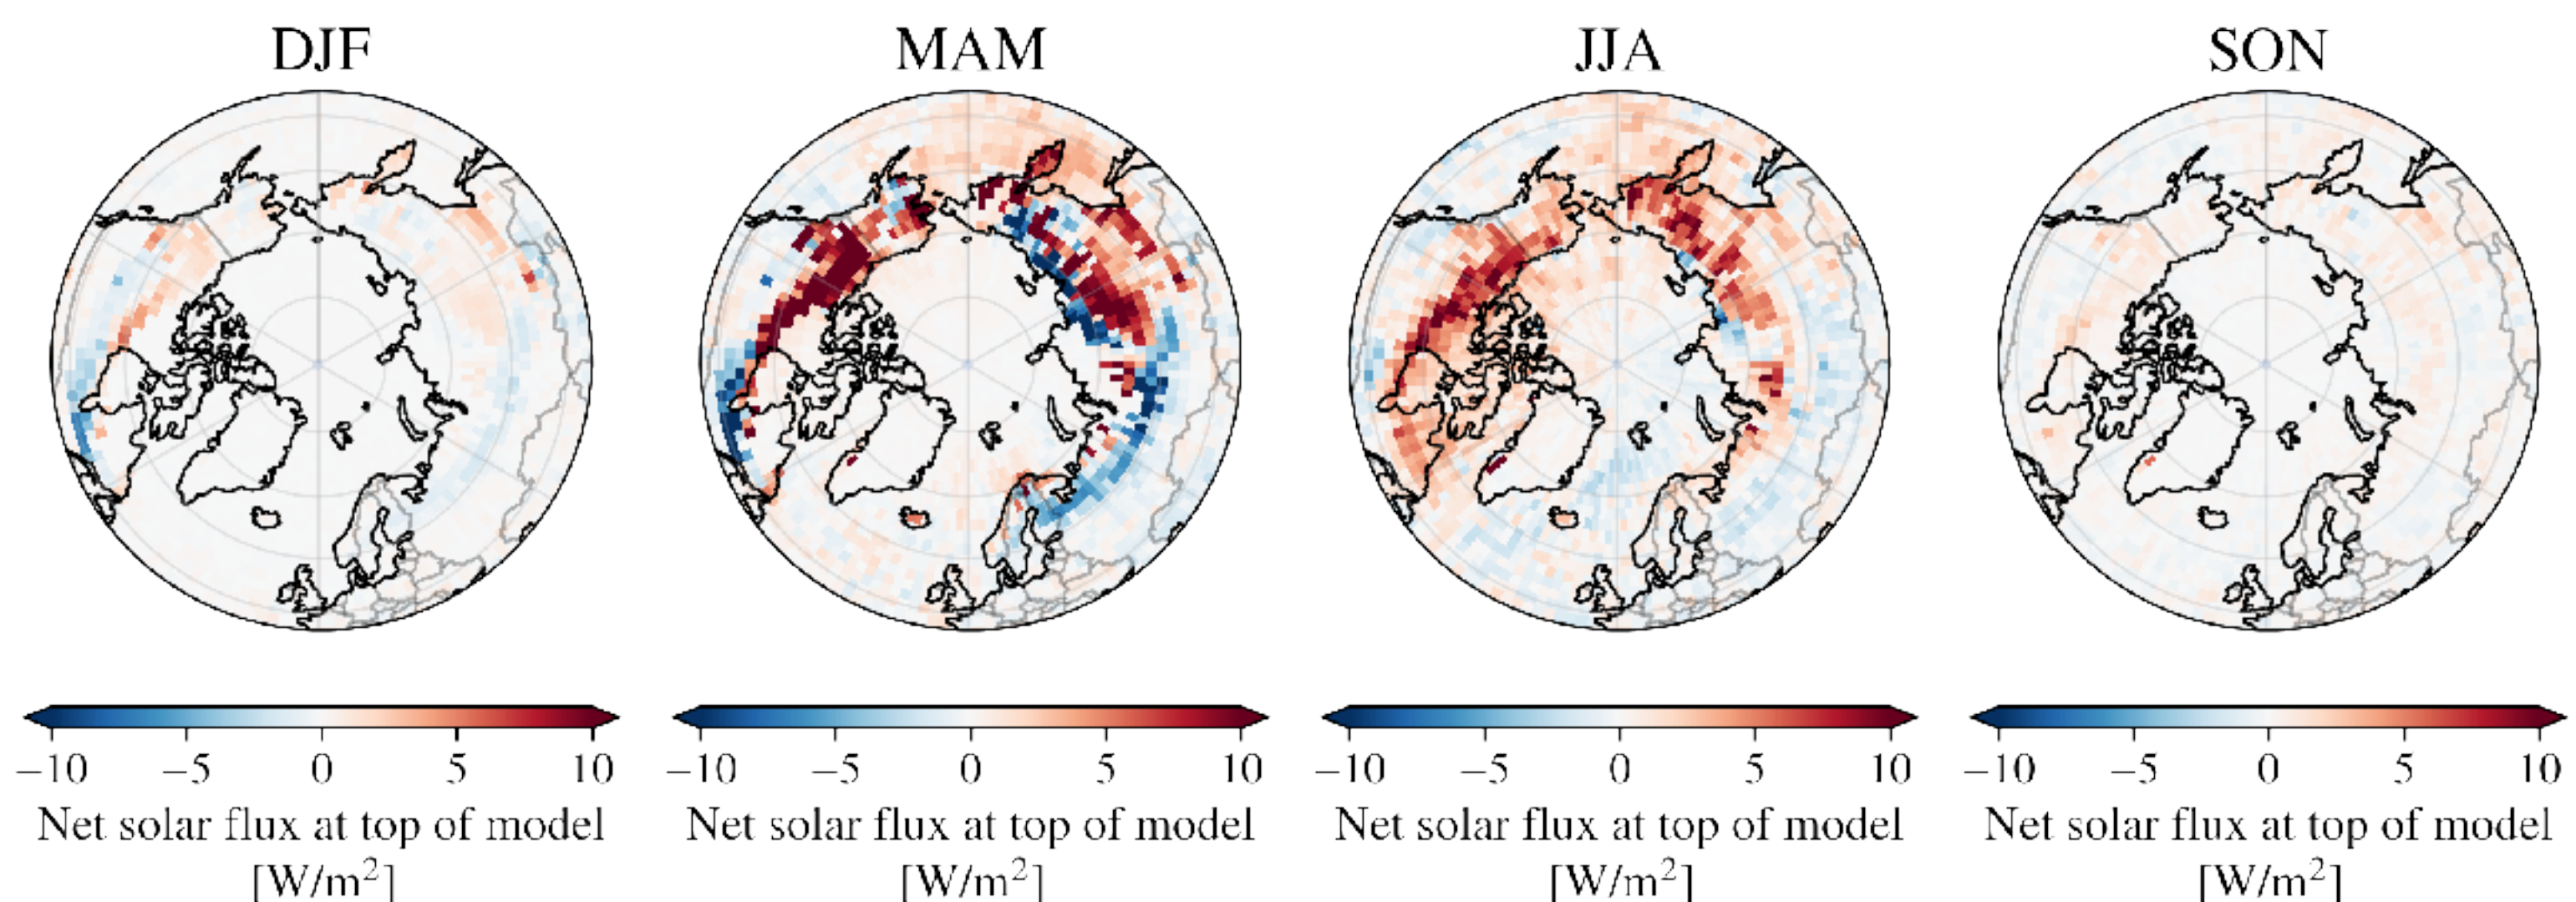 DJF MAM JJA SON
−10 −5 0 5 10 −10 −5 0 5 10 −10 −5 0 5 10 −10 −5 0 5 10
Net solar flux at top of model Net solar flux at top of model Net solar flux at top of model Net solar flux at top of model
[W/m²] [W/m²] [W/m²] [W/m²]